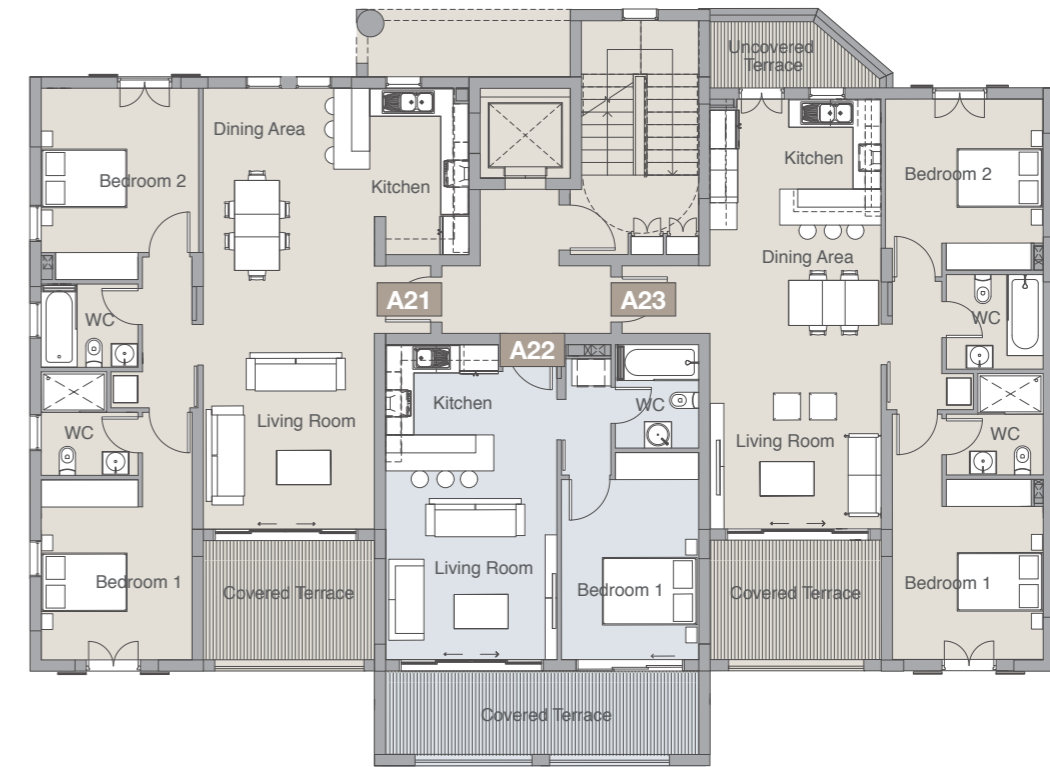 Uncovered
Terrace
Dining Area
Kitchen
Bedroom 2
Kitchen
Bedroom 2
Dining Area
A21
A23
WC
WC
A22
Kitchen
WC
Living Room
WC
Living Room
WC
Living Room
Bedroom 1
Covered Terrace
Bedroom 1
Covered Terrace
Bedroom 1
Covered Terrace